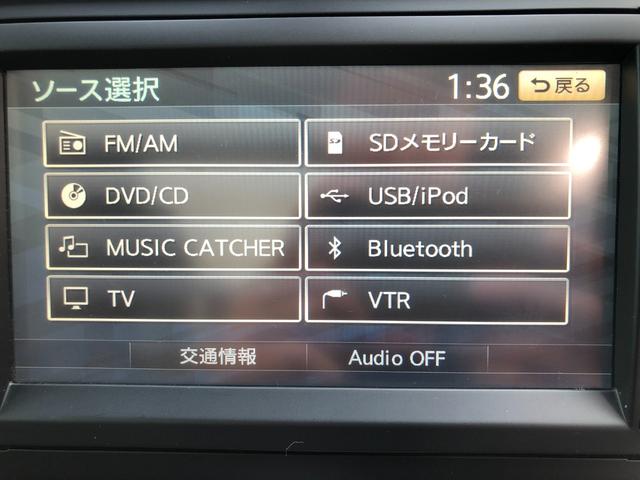 ソース選択 1:36 戻る
FM/AM SDメモリーカード
DVD/CD USB/iPod
MUSIC CATCHER Bluetooth
TV VTR
交通情報 Audio OFF